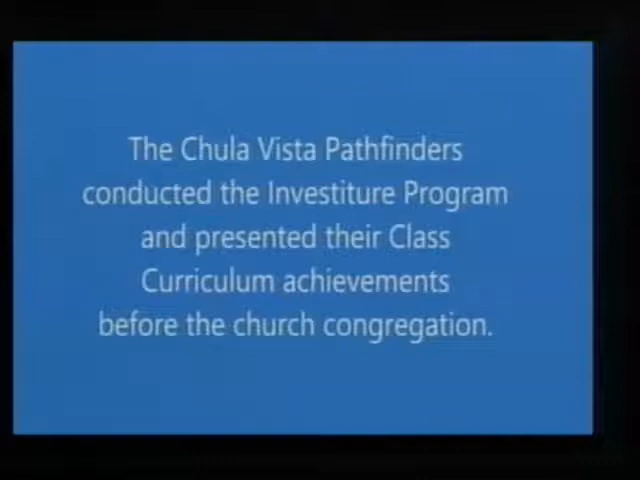 The Chula Vista Pathfinders
conducted the Investiture Program
and presented their Class
Curriculum achievements
before the church congregation.